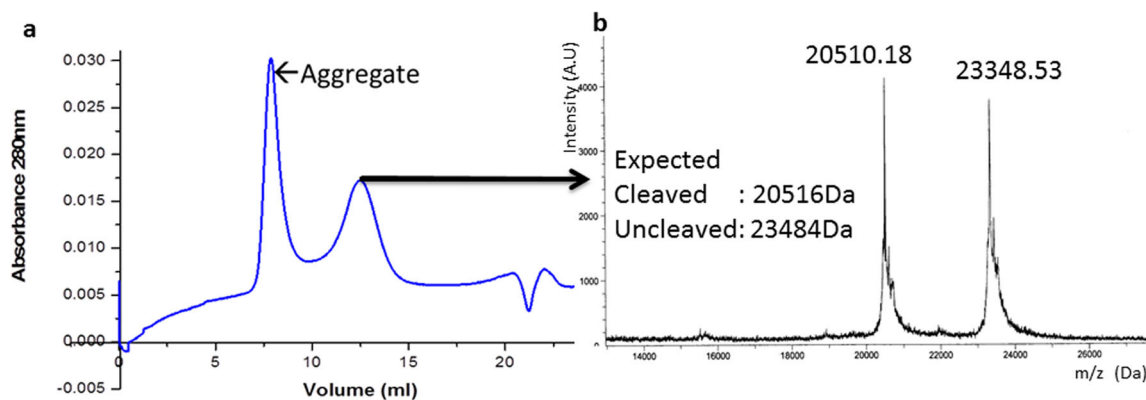 a
Absorbance 280nm
0.030
0.025
0.020
0.015
0.010
0.005
0.000
-0.005
←Aggregate
0
5
10
15
20
Volume (ml)
b
Intensity (A.U)
4000
3000
2000
1000
0
20510.18
23348.53
Expected
Cleaved : 20516Da
Uncleaved: 23484Da
14000
16000
18000
20000
22000
24000
26000
m/z (Da)